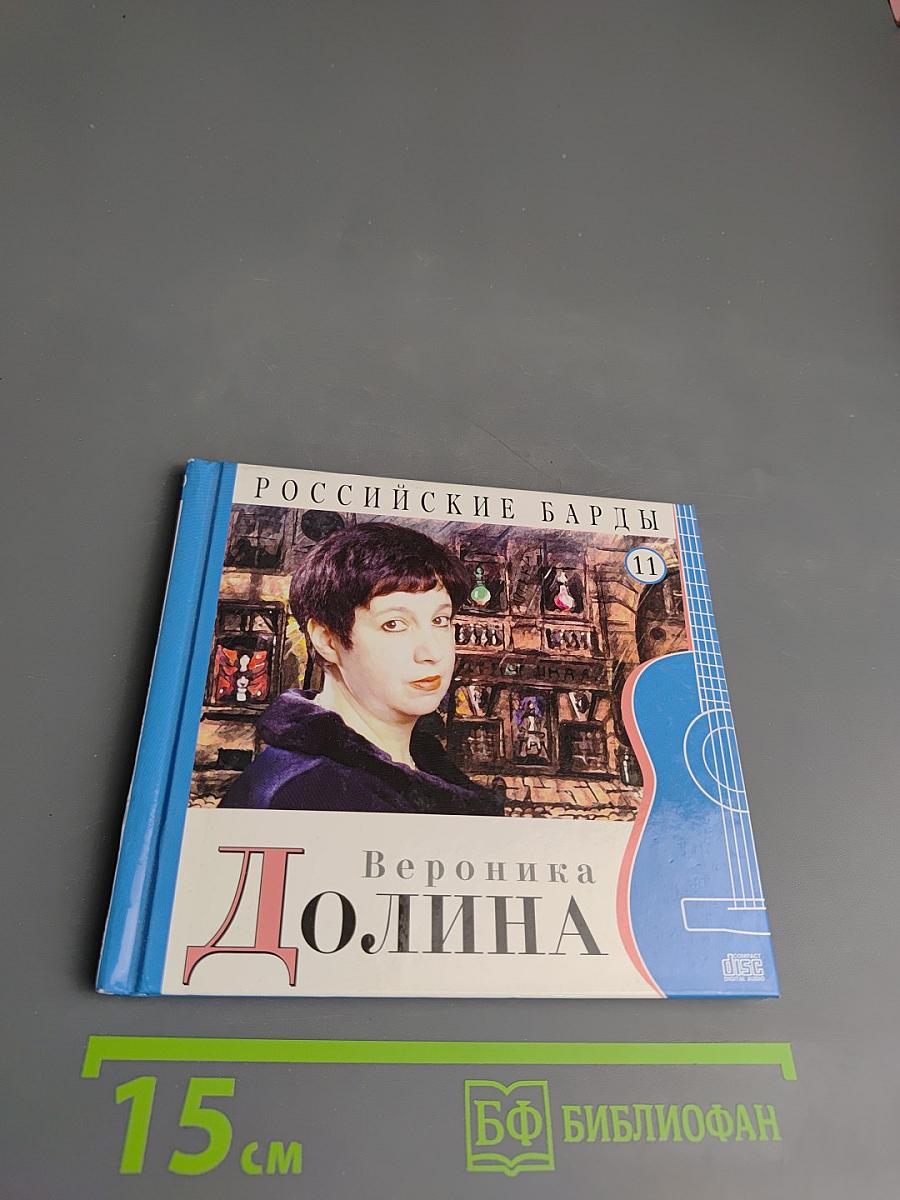 РОССИЙСКИЕ БАРДЫ
11
Вероника
ДОЛИНА
COMPACT
disc
DIGITAL AUDIO
15 см
БФ БИБЛИОФАН